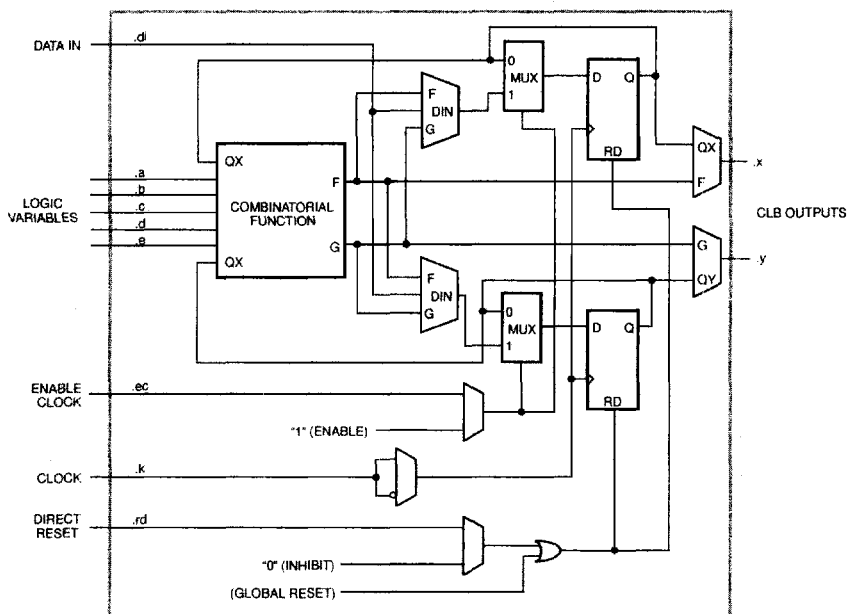 DATA IN
.di
0
MUX
1
D
Q
RD
F
DIN
G
QX
F
.x
QX
LOGIC
VARIABLES
.a
.b
.c
.d
.e
COMBINATORIAL
FUNCTION
F
G
QX
CLB OUTPUTS
G
QY
.y
F
DIN
G
0
MUX
1
D
Q
RD
ENABLE
CLOCK
.ec
"1" (ENABLE)
CLOCK
.k
DIRECT
RESET
.rd
"0" (INHIBIT)
(GLOBAL RESET)